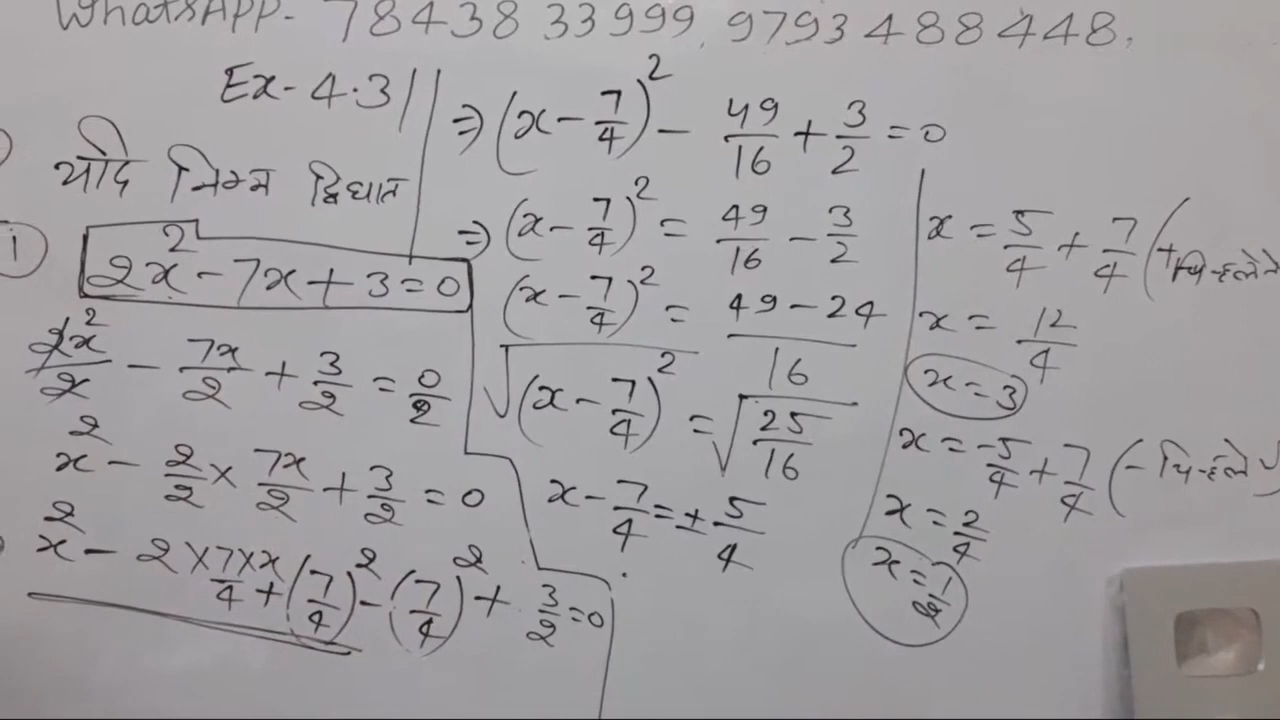 WhatsAPP- 7843833999, 9793488448,
Ex- 4.3
यदि निम्न द्विघात
i
2x² - 7x + 3 = 0
2x²/2 - 7x/2 + 3/2 = 0/2
x² - 2/2 × 7x/2 + 3/2 = 0
x² - 2 × 7/4 × x + (7/4)² - (7/4)² + 3/2 = 0
⇒ (x - 7/4)² - 49/16 + 3/2 = 0
⇒ (x - 7/4)² = 49/16 - 3/2
(x - 7/4)² = (49 - 24)/16
√(x - 7/4)² = √25/16
x - 7/4 = ± 5/4
x = 5/4 + 7/4 (+
x = 12/4
x = 3
x = -5/4 + 7/4 (-
x = 2/4
x = 1/2